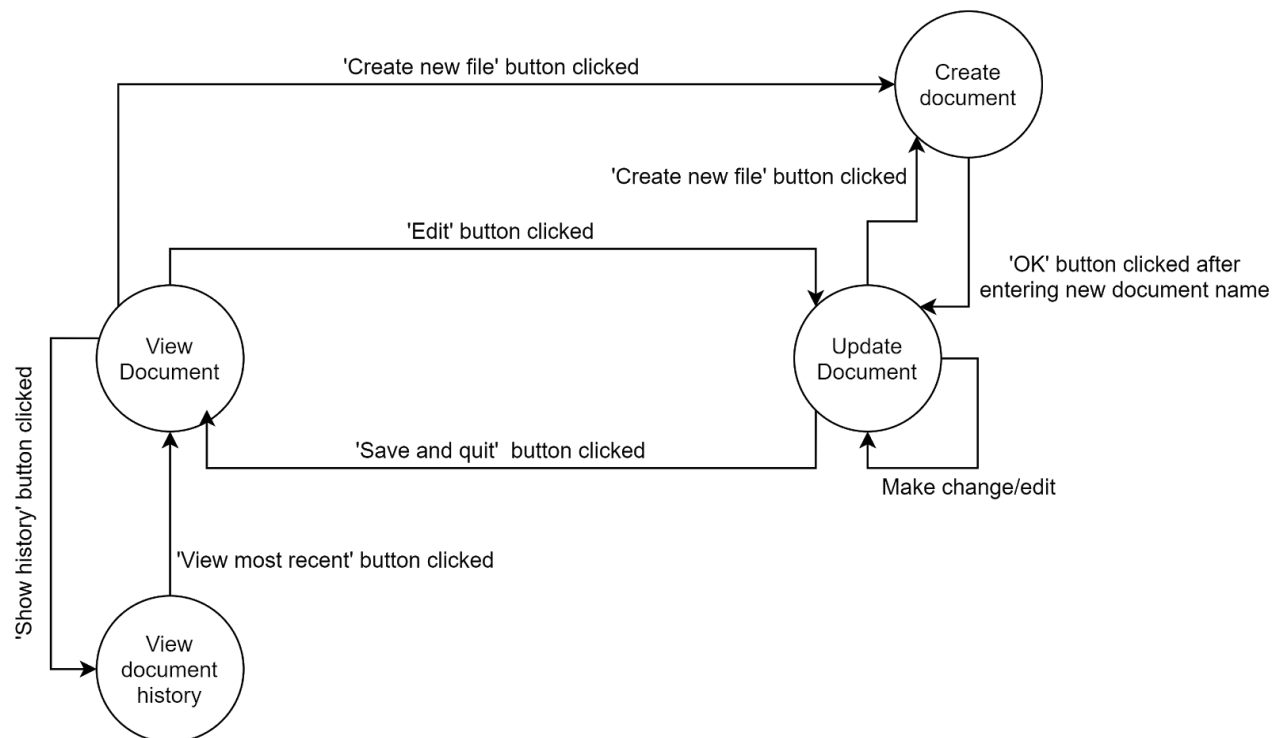 'Create new file' button clicked
Create
document
'Create new file' button clicked
'Edit' button clicked
'OK' button clicked after
entering new document name
View
Document
Update
Document
'Show history' button clicked
'Save and quit'  button clicked
Make change/edit
'View most recent' button clicked
View
document
history